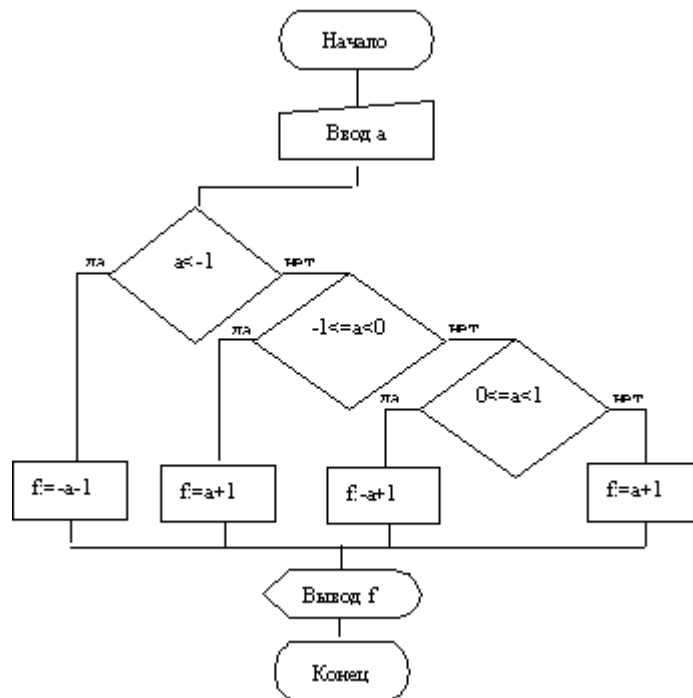 Начало
Ввод a
a<-1
да
нет
-1<=a<0
да
нет
0<=a<1
да
нет
f:=-a-1
f:=a+1
f:-a+1
f:=a+1
Вывод f
Конец